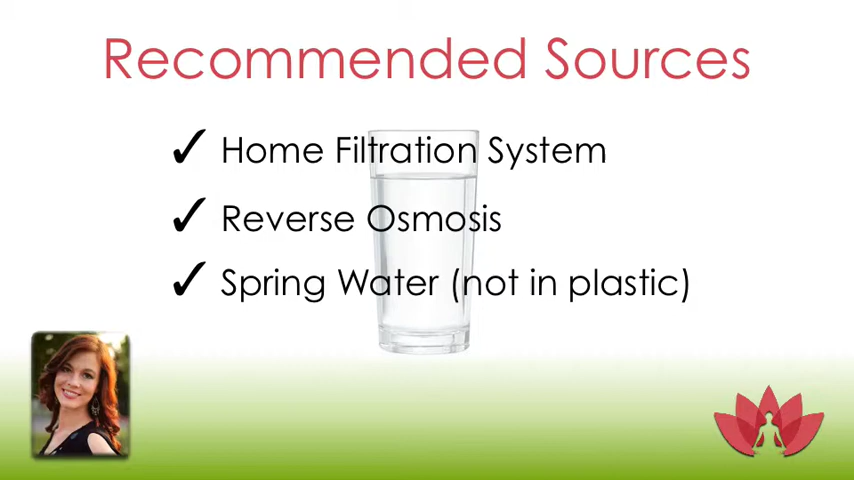 Recommended Sources
✓ Home Filtration System
✓ Reverse Osmosis
✓ Spring Water (not in plastic)